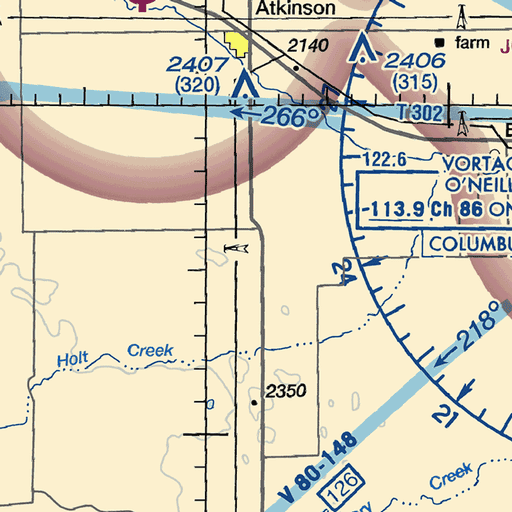 Atkinson
2140
farm
2407
(320)
2406
(315)
T 302
266°
122.6
VORTAC
O'NEILL
113.9 Ch 86 ON
COLUMBU
24
218°
Holt Creek
2350
21
V 80-148
126
Creek